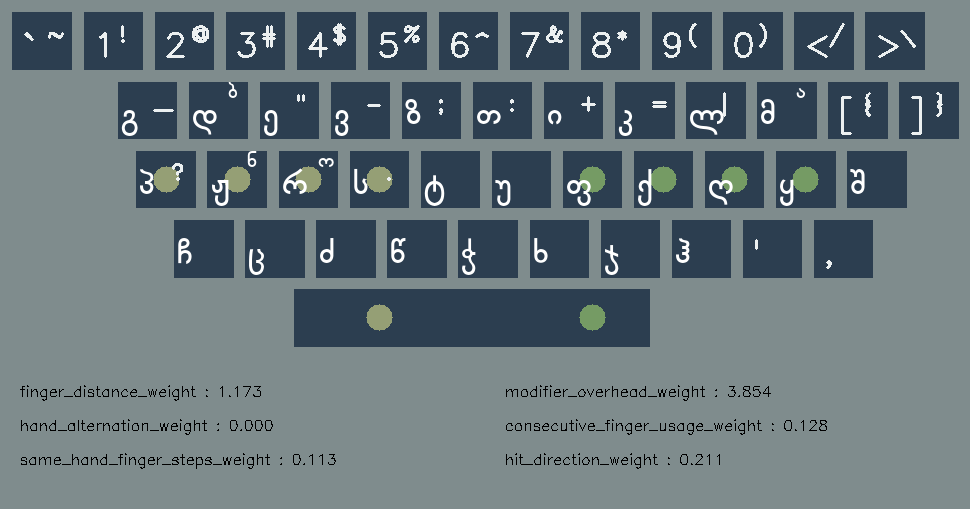 ` ~ 1 ! 2 @ 3 # 4 $ 5 % 6 ^ 7 & 8 * 9 ( 0 ) < / > \
გ _ დ ბ ე " ვ - ზ ; თ : ი + კ = ლ | მ ა [ { ] }
პ ? ჟ ნ რ ო ს . ტ უ ფ ქ ღ ყ შ
ჩ ც ძ წ ჭ ხ ჯ ჰ ' ,
finger_distance_weight : 1.173 modifier_overhead_weight : 3.854
hand_alternation_weight : 0.000 consecutive_finger_usage_weight : 0.128
same_hand_finger_steps_weight : 0.113 hit_direction_weight : 0.211